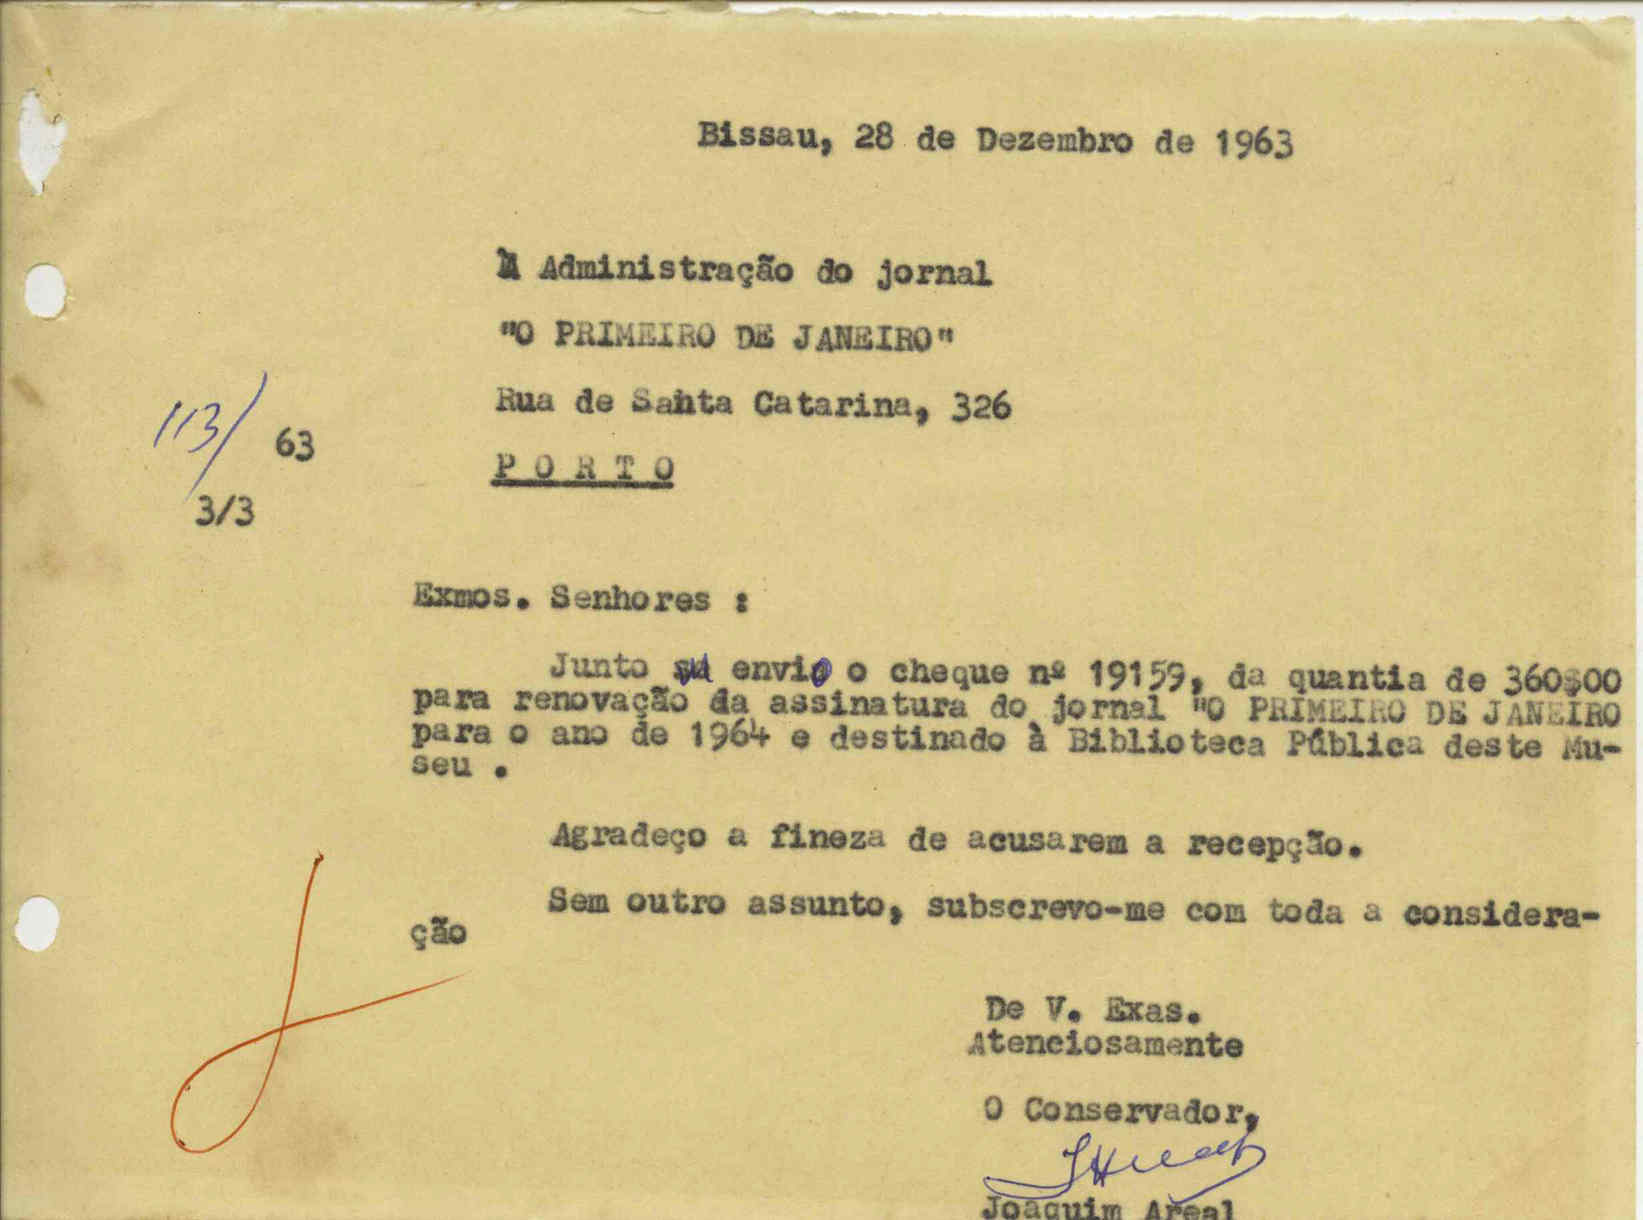 Bissau, 28 de Dezembro de 1963
À Administração do jornal
"O PRIMEIRO DE JANEIRO"
Rua de Santa Catarina, 326
113/ 63
PORTO
3/3
Exmos. Senhores :
Junto envio o cheque nº 19159, da quantia de 360$00
para renovação da assinatura do jornal "O PRIMEIRO DE JANEIRO
para o ano de 1964 e destinado à Biblioteca Pública deste Mu-
seu .
Agradeço a fineza de acusarem a recepção.
Sem outro assunto, subscrevo-me com toda a considera-
ção
De V. Exas.
Atenciosamente
O Conservador,
Joaquim Areal